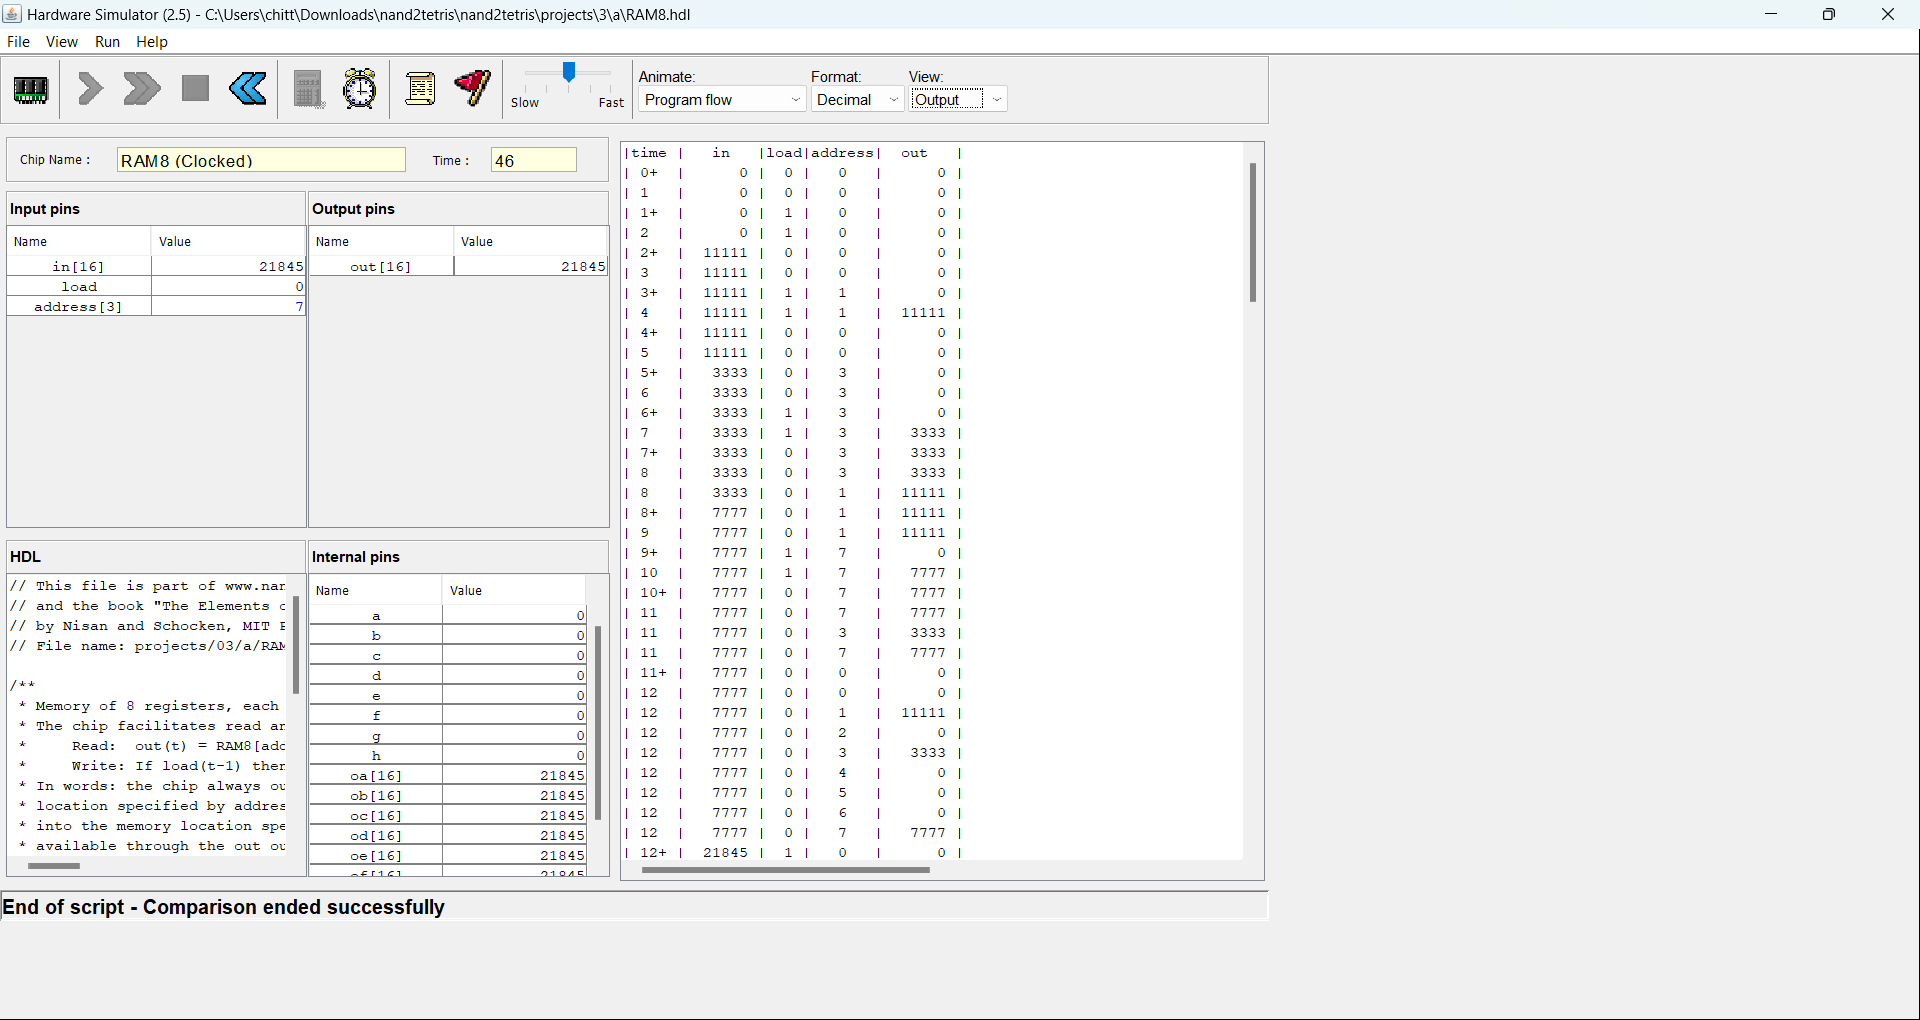 Hardware Simulator (2.5) - C:\Users\chitt\Downloads\nand2tetris\nand2tetris\projects\3\a\RAM8.hdl
File View Run Help
Slow Fast
Animate: Format: View:
Program flow Decimal Output
Chip Name : RAM8 (Clocked) Time : 46
Input pins
Name Value
in[16] 21845
load 0
address[3] 7
Output pins
Name Value
out[16] 21845
HDL
// This file is part of www.nan
// and the book "The Elements
// by Nisan and Schocken, MIT
// File name: projects/03/a/RAM
/**
* Memory of 8 registers, each
* The chip facilitates read an
* Read: out(t) = RAM8[add
* Write: If load(t-1) then
* In words: the chip always ou
* location specified by addres
* into the memory location spe
* available through the out ou
Internal pins
Name Value
a 0
b 0
c 0
d 0
e 0
f 0
g 0
h 0
oa[16] 21845
ob[16] 21845
oc[16] 21845
od[16] 21845
oe[16] 21845
of[16] 21845
|time | in |load|address| out |
| 0+ | 0 | 0 | 0 | 0 |
| 1 | 0 | 0 | 0 | 0 |
| 1+ | 0 | 1 | 0 | 0 |
| 2 | 0 | 1 | 0 | 0 |
| 2+ | 11111 | 0 | 0 | 0 |
| 3 | 11111 | 0 | 0 | 0 |
| 3+ | 11111 | 1 | 1 | 0 |
| 4 | 11111 | 1 | 1 | 11111 |
| 4+ | 11111 | 0 | 0 | 0 |
| 5 | 11111 | 0 | 0 | 0 |
| 5+ | 3333 | 0 | 3 | 0 |
| 6 | 3333 | 0 | 3 | 0 |
| 6+ | 3333 | 1 | 3 | 0 |
| 7 | 3333 | 1 | 3 | 3333 |
| 7+ | 3333 | 0 | 3 | 3333 |
| 8 | 3333 | 0 | 3 | 3333 |
| 8 | 3333 | 0 | 1 | 11111 |
| 8+ | 7777 | 0 | 1 | 11111 |
| 9 | 7777 | 0 | 1 | 11111 |
| 9+ | 7777 | 1 | 7 | 0 |
| 10 | 7777 | 1 | 7 | 7777 |
| 10+ | 7777 | 0 | 7 | 7777 |
| 11 | 7777 | 0 | 7 | 7777 |
| 11 | 7777 | 0 | 3 | 3333 |
| 11 | 7777 | 0 | 7 | 7777 |
| 11+ | 7777 | 0 | 0 | 0 |
| 12 | 7777 | 0 | 0 | 0 |
| 12 | 7777 | 0 | 1 | 11111 |
| 12 | 7777 | 0 | 2 | 0 |
| 12 | 7777 | 0 | 3 | 3333 |
| 12 | 7777 | 0 | 4 | 0 |
| 12 | 7777 | 0 | 5 | 0 |
| 12 | 7777 | 0 | 6 | 0 |
| 12 | 7777 | 0 | 7 | 7777 |
| 12+ | 21845 | 1 | 0 | 0 |
End of script - Comparison ended successfully